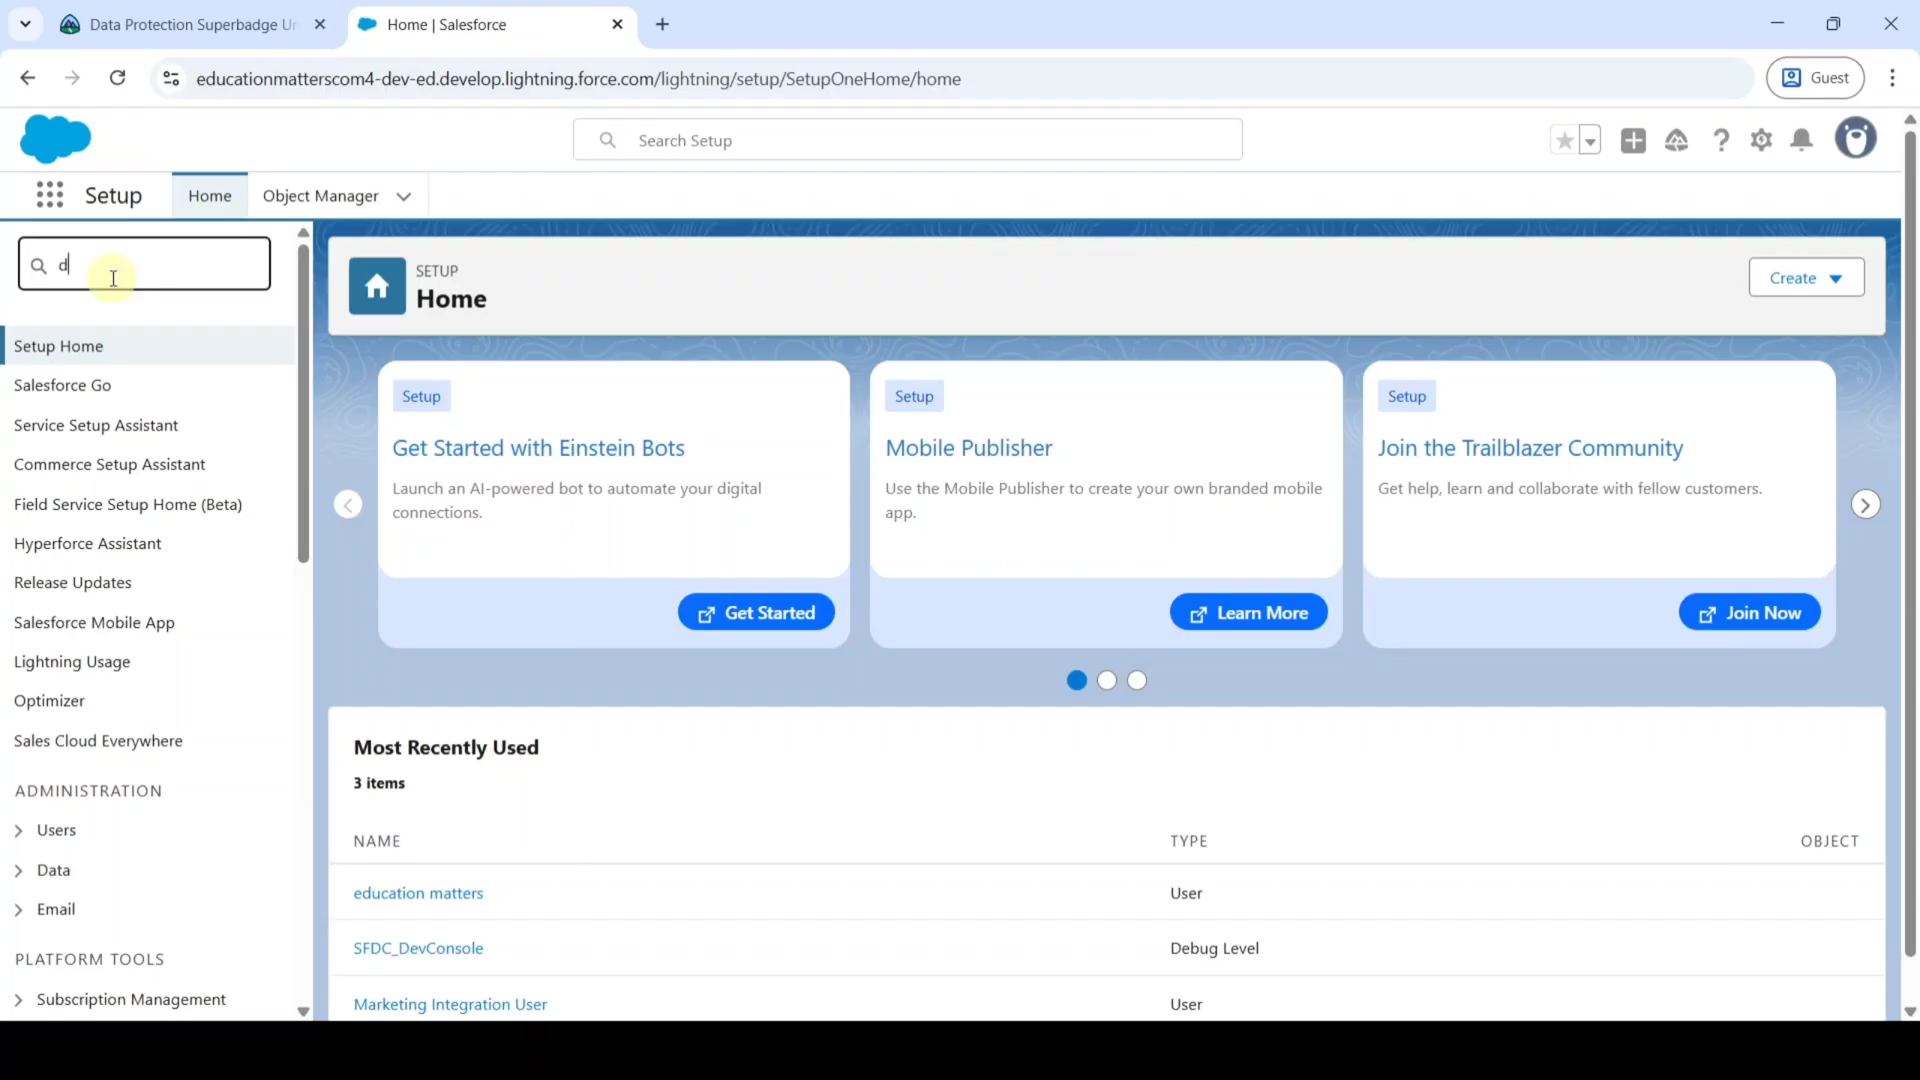 Data Protection Superbadge Un
Home | Salesforce
educationmatterscom4-dev-ed.develop.lightning.force.com/lightning/setup/SetupOneHome/home
Guest
Search Setup
Setup
Home
Object Manager
d
Setup Home
Salesforce Go
Service Setup Assistant
Commerce Setup Assistant
Field Service Setup Home (Beta)
Hyperforce Assistant
Release Updates
Salesforce Mobile App
Lightning Usage
Optimizer
Sales Cloud Everywhere
ADMINISTRATION
Users
Data
Email
PLATFORM TOOLS
Subscription Management
SETUP
Home
Create
Setup
Get Started with Einstein Bots
Launch an AI-powered bot to automate your digital
connections.
Get Started
Setup
Mobile Publisher
Use the Mobile Publisher to create your own branded mobile
app.
Learn More
Setup
Join the Trailblazer Community
Get help, learn and collaborate with fellow customers.
Join Now
Most Recently Used
3 items
NAME TYPE OBJECT
education matters User
SFDC_DevConsole Debug Level
Marketing Integration User User